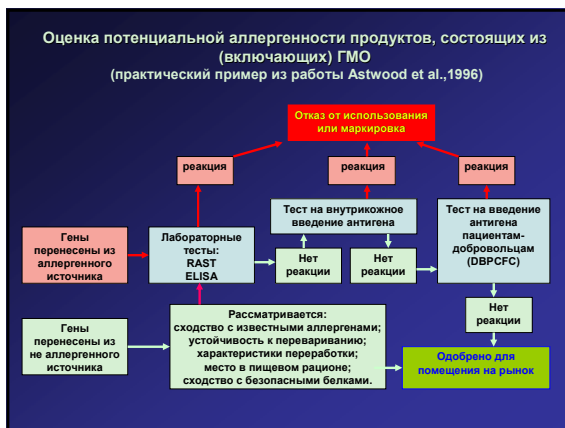 Оценка потенциальной аллергенности продуктов, состоящих из
(включающих) ГМО
(практический пример из работы Astwood et al.,1996)
Отказ от использования
или маркировка
реакция
реакция
реакция
Гены
перенесены из
аллергенного
источника
Лабораторные
тесты:
RAST
ELISA
Тест на внутрикожное
введение антигена
Тест на введение
антигена
пациентам-
добровольцам
(DBPCFC)
Нет
реакции
Нет
реакции
Нет
реакции
Гены
перенесены из
не аллергенного
источника
Рассматривается:
сходство с известными аллергенами;
устойчивость к перевариванию;
характеристики переработки;
место в пищевом рационе;
сходство с безопасными белками.
Одобрено для
помещения на рынок